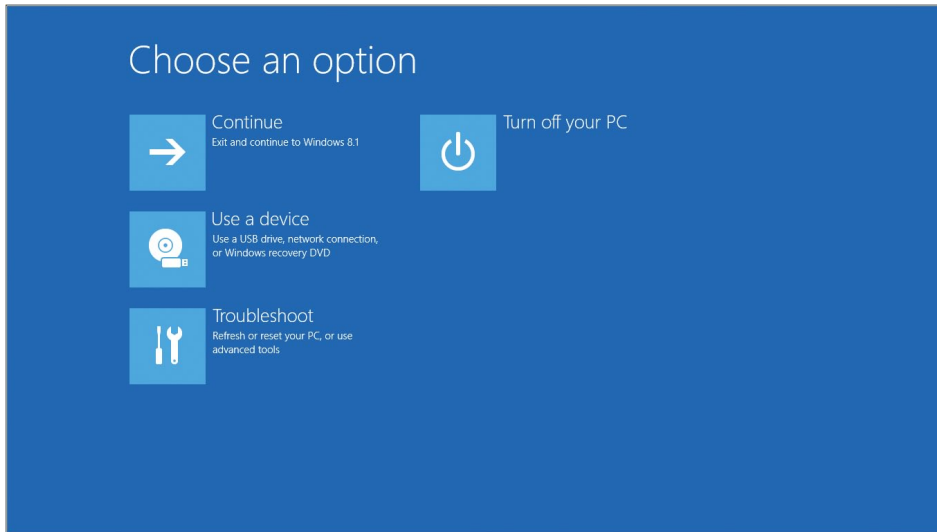 Choose an option
Continue
Exit and continue to Windows 8.1
Turn off your PC
Use a device
Use a USB drive, network connection,
or Windows recovery DVD
Troubleshoot
Refresh or reset your PC, or use
advanced tools